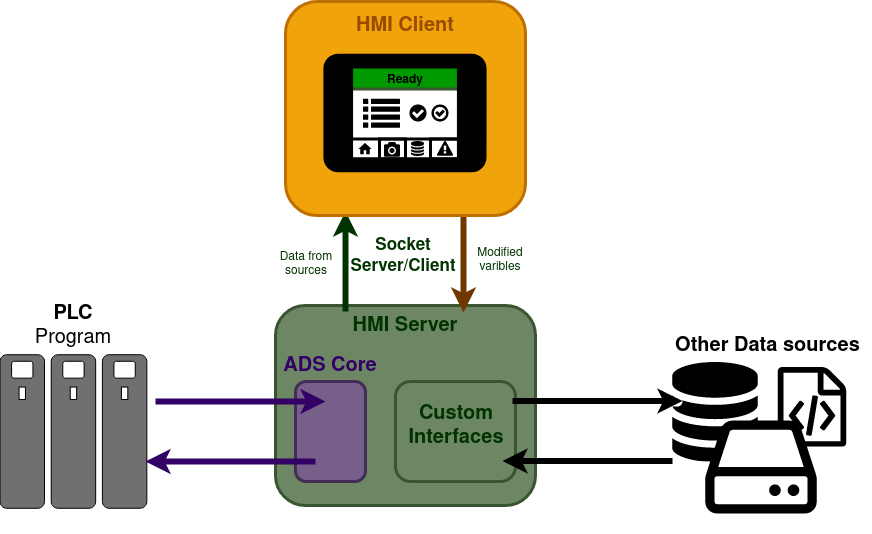 HMI Client
Ready
Data from
sources
Socket
Server/Client
Modified
varibles
HMI Server
PLC
Program
ADS Core
Custom
Interfaces
Other Data sources